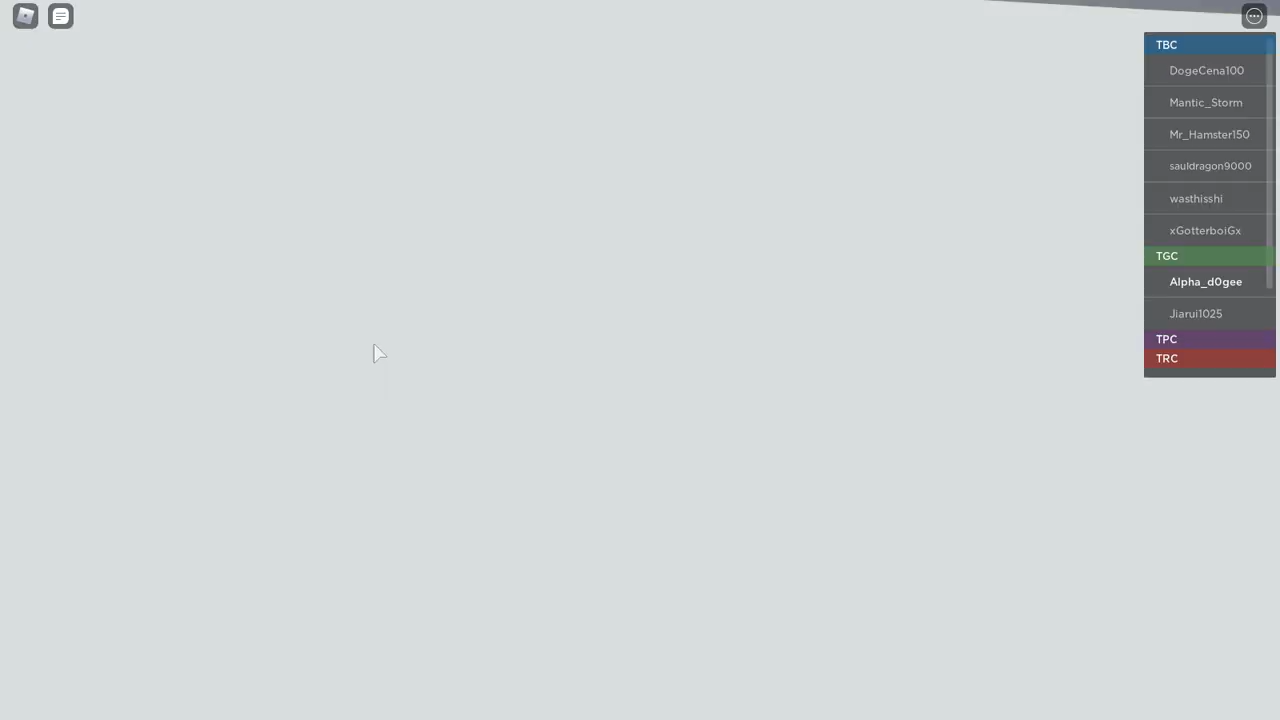 TBC
DogeCena100
Mantic_Storm
Mr_Hamster150
sauldragon9000
wasthisshi
xGotterboiGx
TGC
Alpha_d0gee
Jiarui1025
TPC
TRC